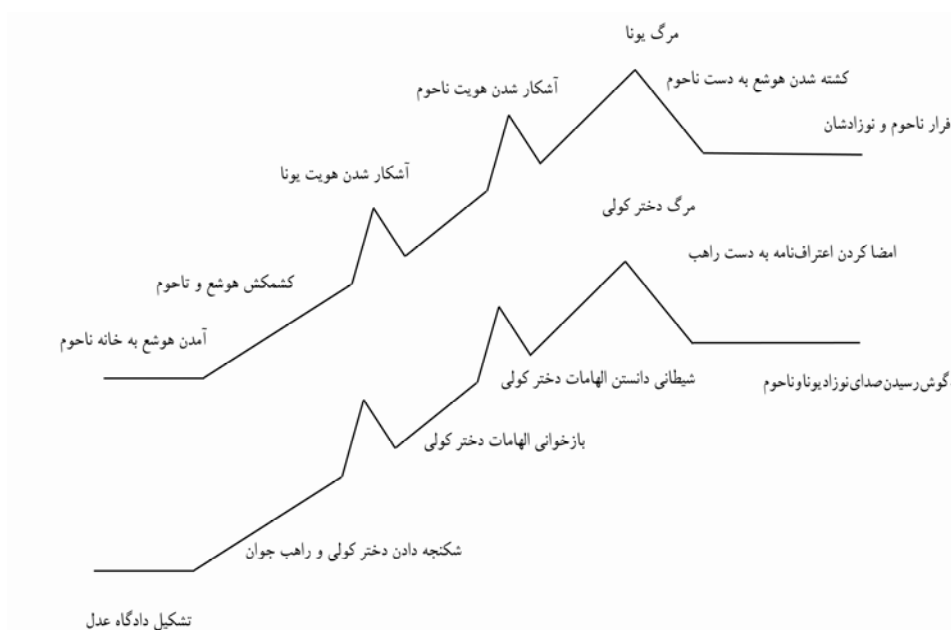 مرگ یونا
کشته شدن هوشع به دست ناحوم
آشکار شدن هویت ناحوم
فرار ناحوم و نوزادشان
آشکار شدن هویت یونا
مرگ دختر کولی
امضا کردن اعتراف‌نامه به دست راهب
کشمکش هوشع و تاحوم
آمدن هوشع به خانه ناحوم
شیطانی دانستن الهامات دختر کولی
گوش رسیدن صدای نوزاد یونا و ناحوم
بازخوانی الهامات دختر کولی
شکنجه دادن دختر کولی و راهب جوان
تشکیل دادگاه عدل